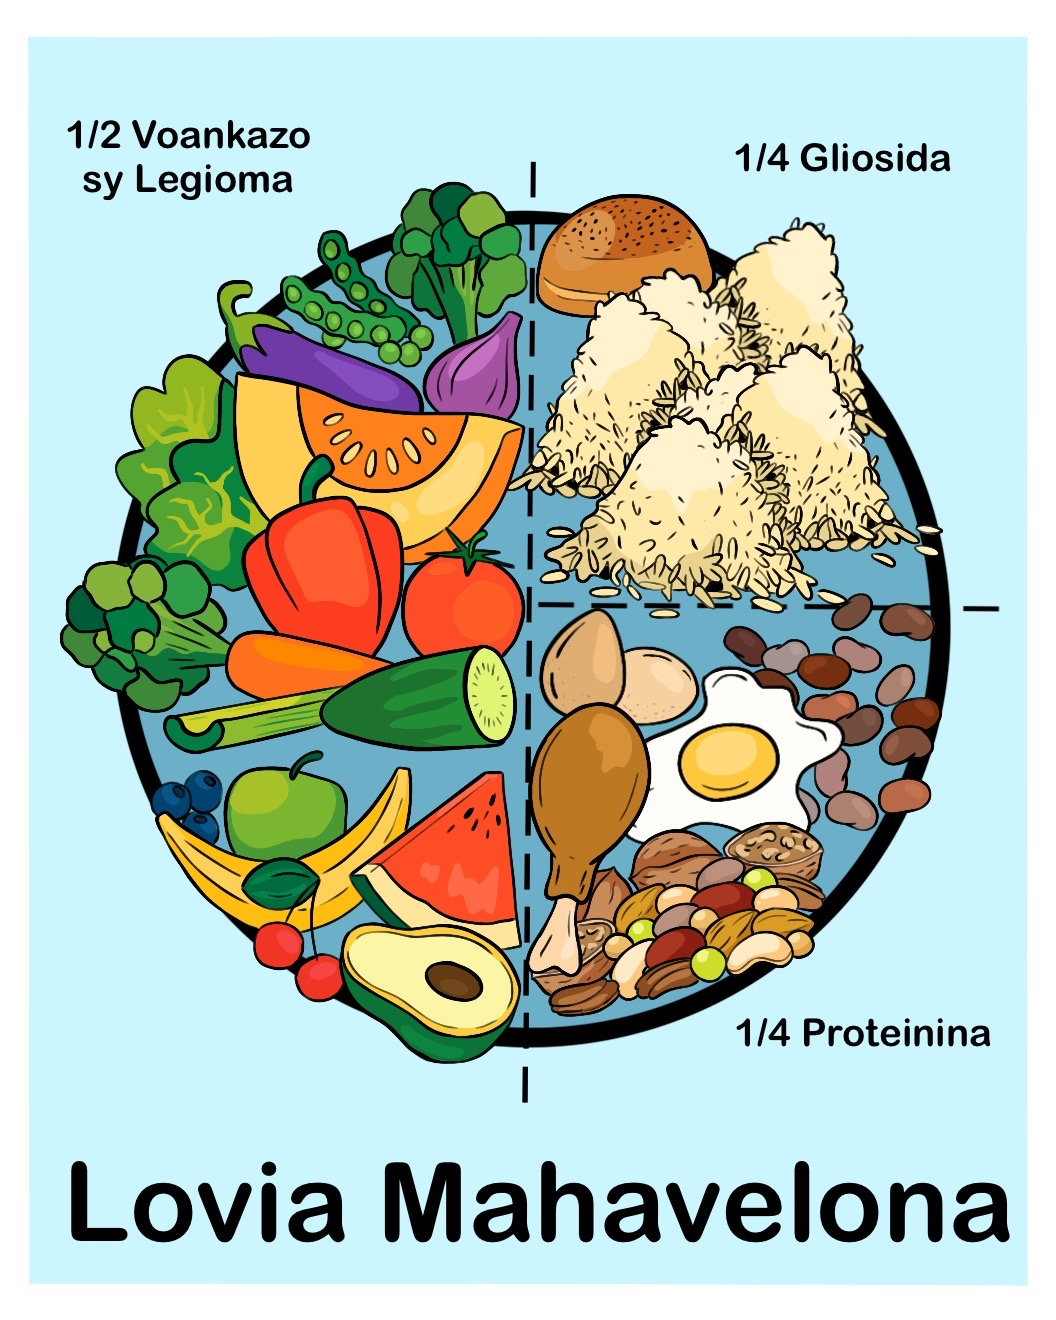 1/2 Voankazo
sy Legioma
1/4 Gliosida
1/4 Proteinina
Lovia Mahavelona